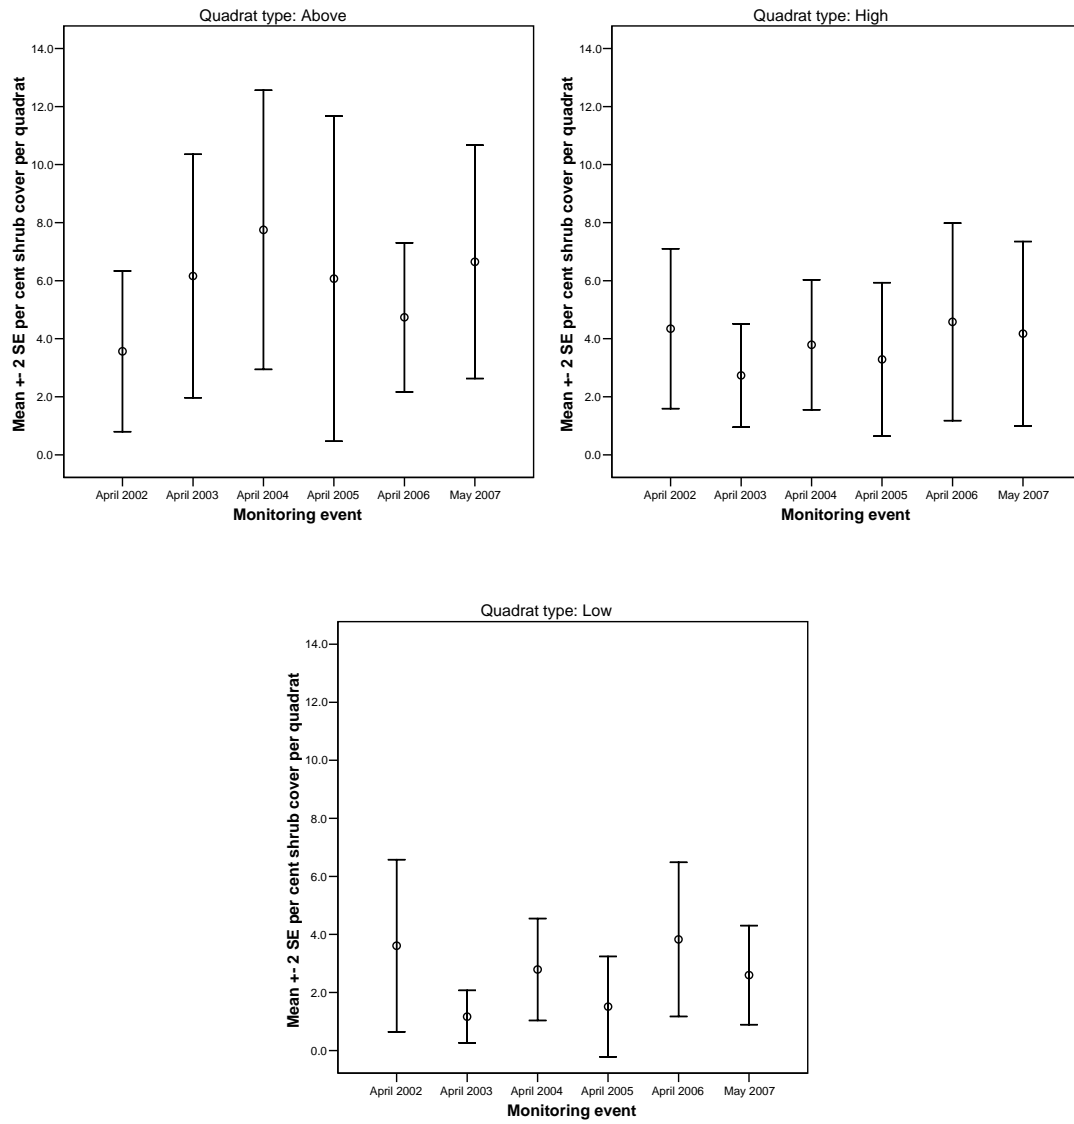 Quadrat type: Above
Mean +- 2 SE per cent shrub cover per quadrat
14.0
12.0
10.0
8.0
6.0
4.0
2.0
0.0
April 2002 April 2003 April 2004 April 2005 April 2006 May 2007
Monitoring event
Quadrat type: High
Mean +- 2 SE per cent shrub cover per quadrat
14.0
12.0
10.0
8.0
6.0
4.0
2.0
0.0
April 2002 April 2003 April 2004 April 2005 April 2006 May 2007
Monitoring event
Quadrat type: Low
Mean +- 2 SE per cent shrub cover per quadrat
14.0
12.0
10.0
8.0
6.0
4.0
2.0
0.0
April 2002 April 2003 April 2004 April 2005 April 2006 May 2007
Monitoring event